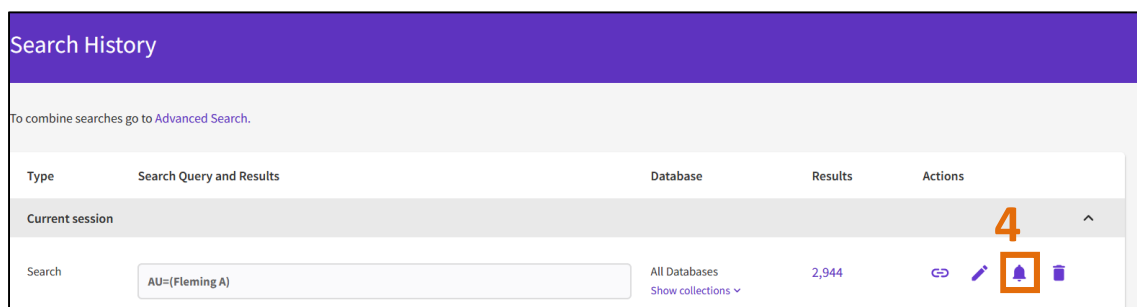 Search History
To combine searches go to Advanced Search.
Type Search Query and Results Database Results Actions
Current session
4
Search AU=(Fleming A) All Databases 2,944
Show collections